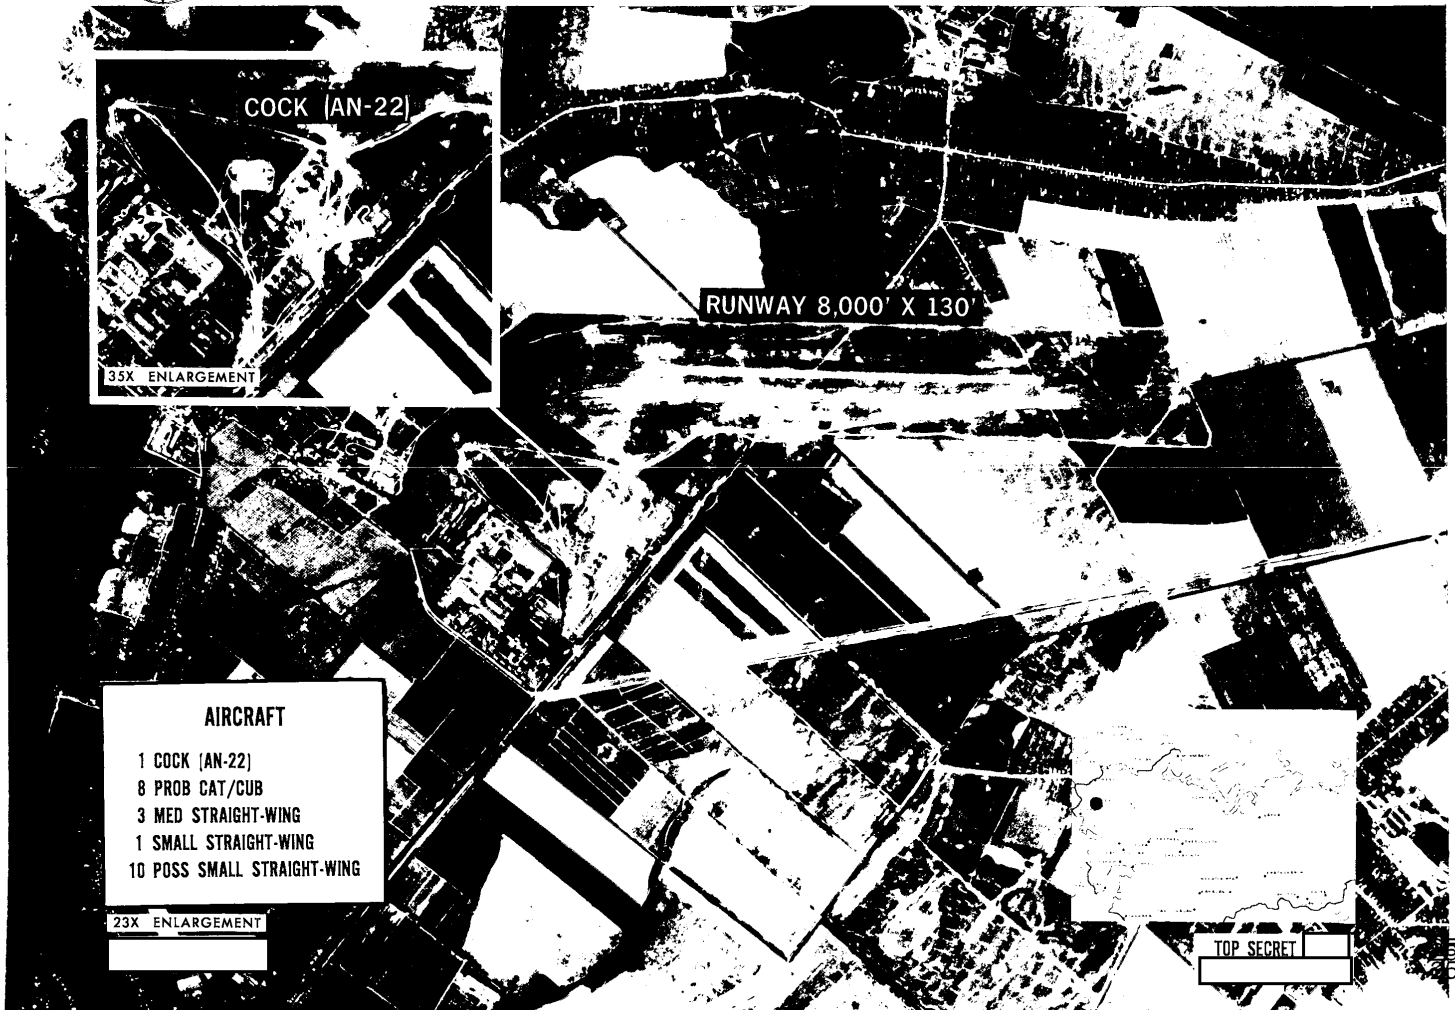 COCK (AN-22)
35X ENLARGEMENT
RUNWAY 8,000' X 130'
AIRCRAFT
1 COCK (AN-22)
8 PROB CAT/CUB
3 MED STRAIGHT-WING
1 SMALL STRAIGHT-WING
10 POSS SMALL STRAIGHT-WING
23X ENLARGEMENT
TOP SECRET